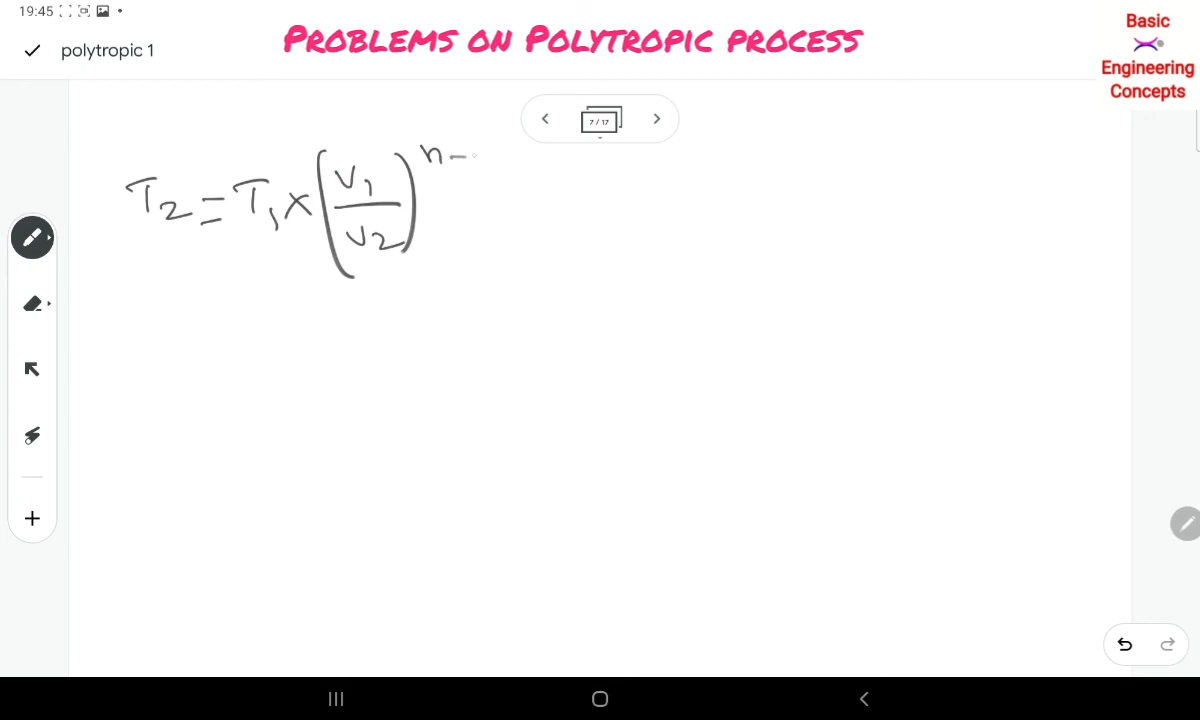 19:45
PROBLEMS ON POLYTROPIC PROCESS
polytropic 1
Basic
Engineering
Concepts
7 / 17
T2 = T1 × (V1/V2)^n-